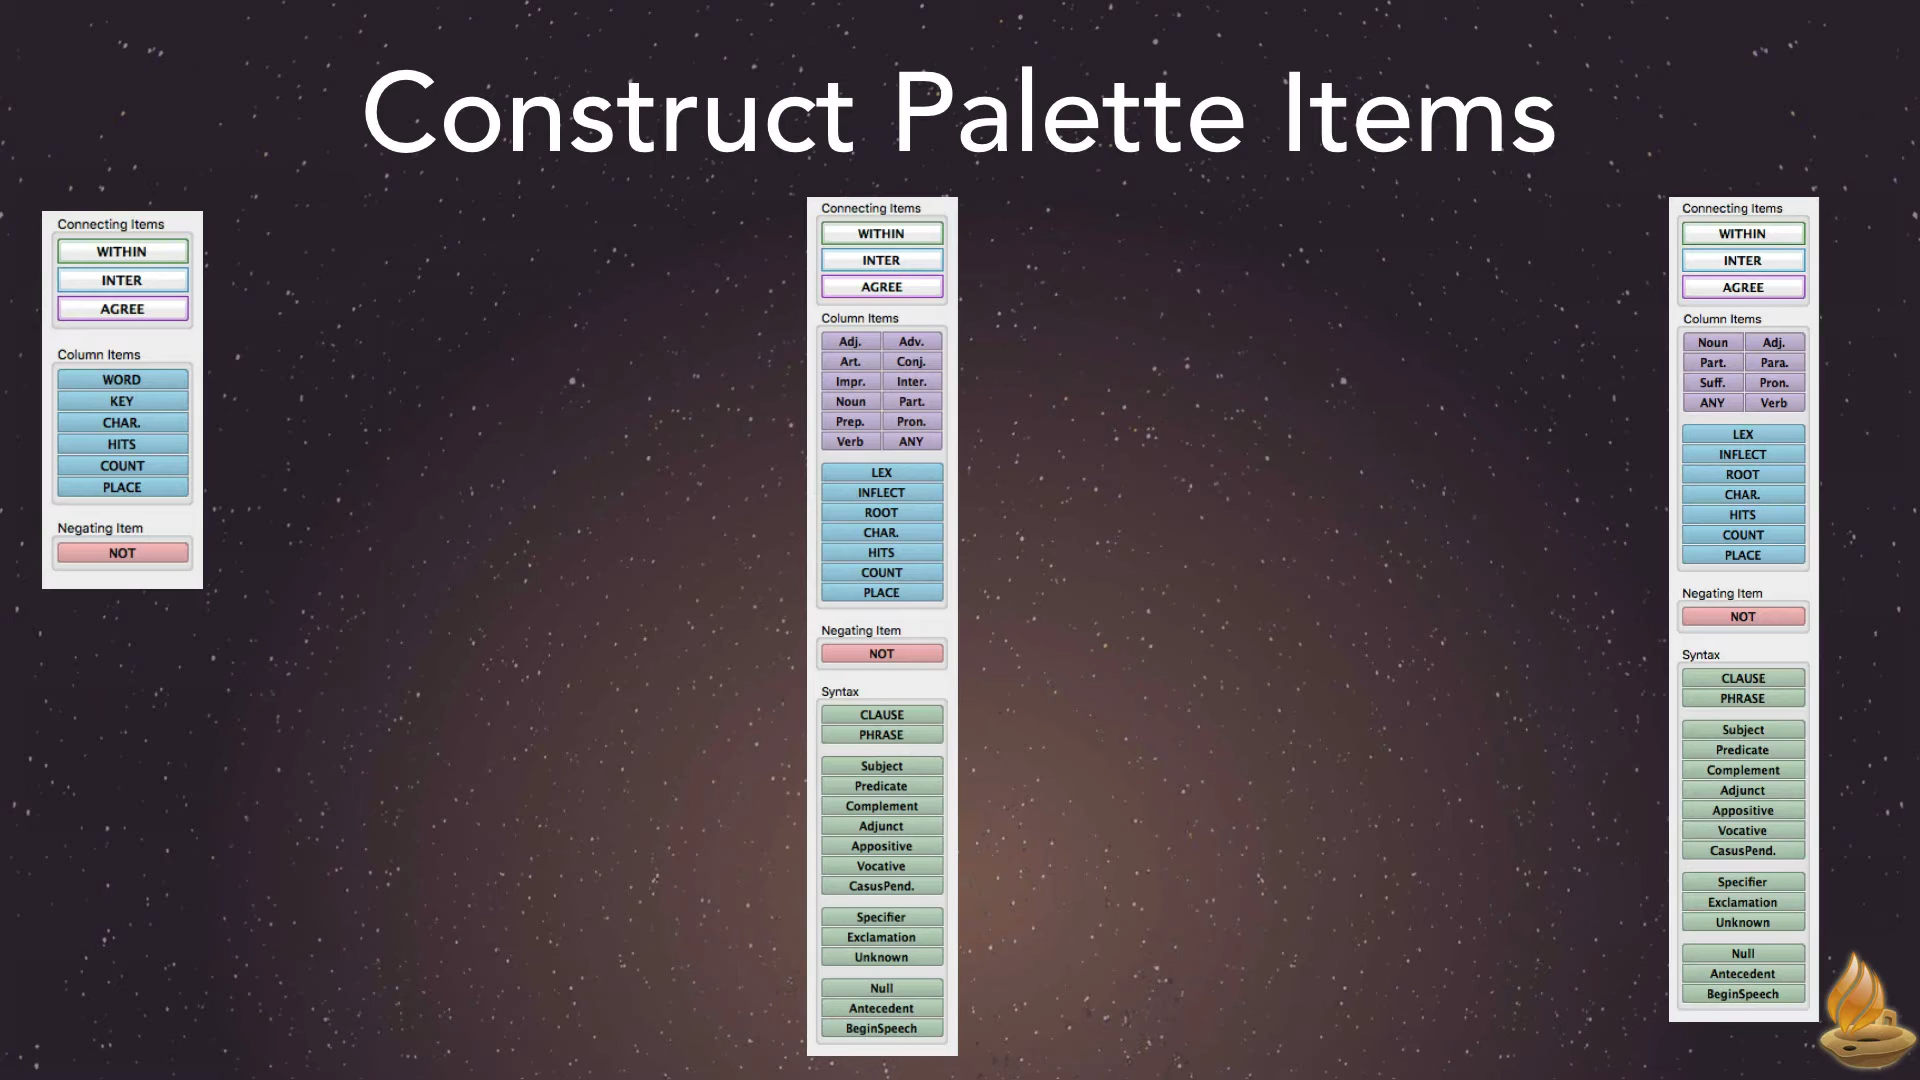 Construct Palette Items
Connecting Items
WITHIN
INTER
AGREE
Column Items
WORD
KEY
CHAR.
HITS
COUNT
PLACE
Negating Item
NOT
Connecting Items
WITHIN
INTER
AGREE
Column Items
Adj. Adv.
Art. Conj.
Impr. Inter.
Noun Part.
Prep. Pron.
Verb ANY
LEX
INFLECT
ROOT
CHAR.
HITS
COUNT
PLACE
Negating Item
NOT
Syntax
CLAUSE
PHRASE
Subject
Predicate
Complement
Adjunct
Appositive
Vocative
CasusPend.
Specifier
Exclamation
Unknown
Null
Antecedent
BeginSpeech
Connecting Items
WITHIN
INTER
AGREE
Column Items
Noun Adj.
Part. Para.
Suff. Pron.
ANY Verb
LEX
INFLECT
ROOT
CHAR.
HITS
COUNT
PLACE
Negating Item
NOT
Syntax
CLAUSE
PHRASE
Subject
Predicate
Complement
Adjunct
Appositive
Vocative
CasusPend.
Specifier
Exclamation
Unknown
Null
Antecedent
BeginSpeech